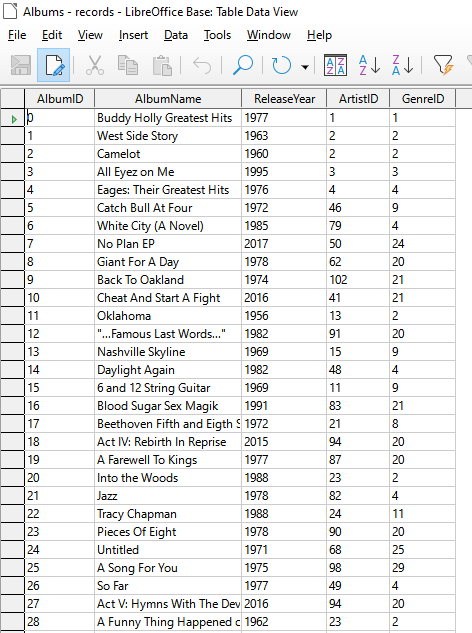 Albums - records - LibreOffice Base: Table Data View
File Edit View Insert Data Tools Window Help
AlbumID AlbumName ReleaseYear ArtistID GenreID
0 Buddy Holly Greatest Hits 1977 1 1
1 West Side Story 1963 2 2
2 Camelot 1960 2 2
3 All Eyez on Me 1995 3 3
4 Eages: Their Greatest Hits 1976 4 4
5 Catch Bull At Four 1972 46 9
6 White City (A Novel) 1985 79 4
7 No Plan EP 2017 50 24
8 Giant For A Day 1978 62 20
9 Back To Oakland 1974 102 21
10 Cheat And Start A Fight 2016 41 21
11 Oklahoma 1956 13 2
12 "...Famous Last Words..." 1982 91 20
13 Nashville Skyline 1969 15 9
14 Daylight Again 1982 48 4
15 6 and 12 String Guitar 1969 11 9
16 Blood Sugar Sex Magik 1991 83 21
17 Beethoven Fifth and Eigth S 1972 21 8
18 Act IV: Rebirth In Reprise 2015 94 20
19 A Farewell To Kings 1977 87 20
20 Into the Woods 1988 23 2
21 Jazz 1978 82 4
22 Tracy Chapman 1988 24 11
23 Pieces Of Eight 1978 90 20
24 Untitled 1971 68 25
25 A Song For You 1975 98 29
26 So Far 1977 49 4
27 Act V: Hymns With The Dev 2016 94 20
28 A Funny Thing Happened o 1962 23 2